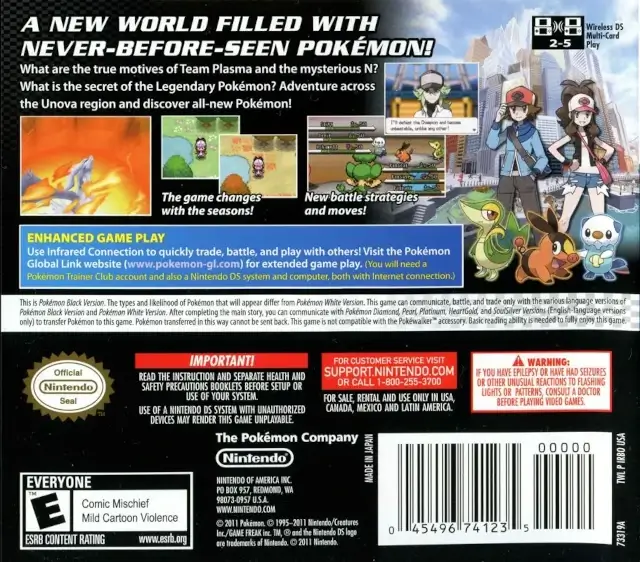 A NEW WORLD FILLED WITH
NEVER-BEFORE-SEEN POKÉMON!
2-5
Wireless DS
Multi-Card
Play
What are the true motives of Team Plasma and the mysterious N?
What is the secret of the Legendary Pokémon? Adventure across
the Unova region and discover all-new Pokémon!
The game changes
with the seasons!
New battle strategies
and moves!
ENHANCED GAME PLAY
Use Infrared Connection to quickly trade, battle, and play with others! Visit the Pokémon
Global Link website (www.pokemon-gl.com) for extended game play. (You will need a
Pokémon Trainer Club account and also a Nintendo DS system and computer, both with Internet connection.)
This is Pokémon Black Version. The types and likelihood of Pokémon that will appear differ from Pokémon White Version. This game can communicate, battle, and trade only with the various language versions of
Pokémon Black Version and Pokémon White Version. After completing the main story, you can communicate with Pokémon Diamond, Pearl, Platinum, HeartGold, and SoulSilver Versions (English-language versions
only) to transfer Pokémon to this game. Pokémon transferred in this way cannot be sent back. This game is not compatible with the Pokéwalker™ accessory. Basic reading ability is needed to fully enjoy this game.
Official
Nintendo
Seal
IMPORTANT!
READ THE INSTRUCTION AND SEPARATE HEALTH AND
SAFETY PRECAUTIONS BOOKLETS BEFORE SETUP OR
USE OF YOUR SYSTEM.
USE OF A NINTENDO DS SYSTEM WITH UNAUTHORIZED
DEVICES MAY RENDER THIS GAME UNPLAYABLE.
FOR CUSTOMER SERVICE VISIT
SUPPORT.NINTENDO.COM
OR CALL 1-800-255-3700
FOR SALE, RENTAL AND USE ONLY IN USA,
CANADA, MEXICO AND LATIN AMERICA.
WARNING:
IF YOU HAVE EPILEPSY OR HAVE HAD SEIZURES
OR OTHER UNUSUAL REACTIONS TO FLASHING
LIGHTS OR PATTERNS, CONSULT A DOCTOR
BEFORE PLAYING VIDEO GAMES.
The Pokémon Company
Nintendo
NINTENDO OF AMERICA INC.
PO BOX 957, REDMOND, WA
98073-0957 U.S.A.
WWW.NINTENDO.COM
© 2011 Pokémon. © 1995-2011 Nintendo/Creatures
Inc./GAME FREAK inc. TM, ® and the Nintendo DS logo
are trademarks of Nintendo. © 2011 Nintendo.
EVERYONE
E
TM
Comic Mischief
Mild Cartoon Violence
ESRB CONTENT RATING www.esrb.org
MADE IN JAPAN
00000
0 45496 74123 5
TWL P IRBO USA
73319A